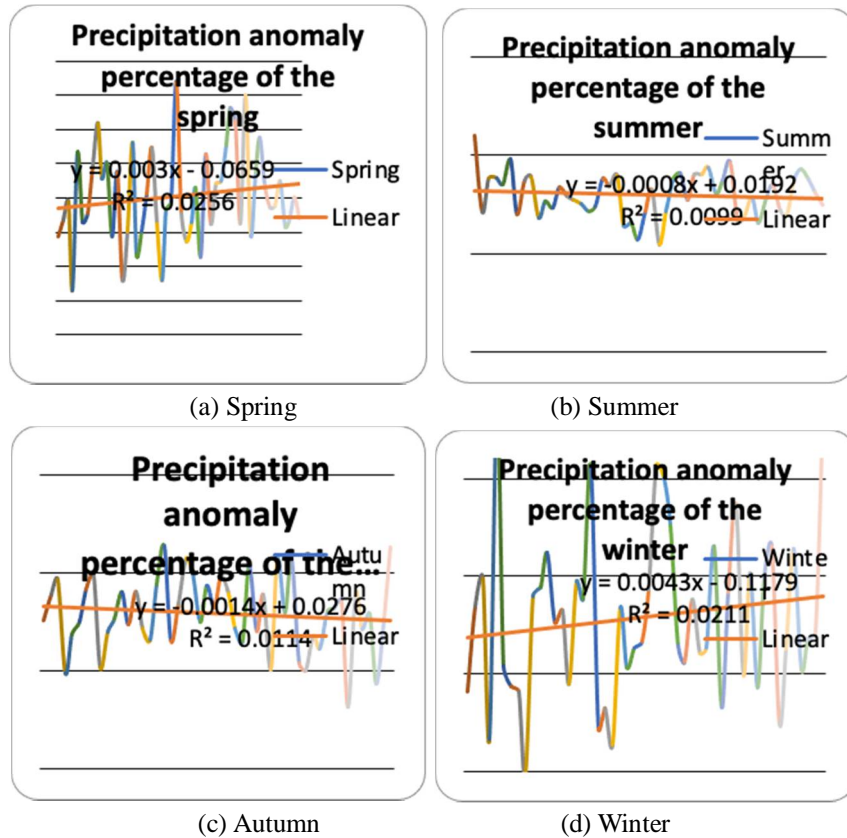 Precipitation anomaly
percentage of the
spring
y = 0.003x - 0.0659
R² = 0.0256
Spring
Linear
(a) Spring
Precipitation anomaly
percentage of the
summer
Summ
er
y = -0.0008x + 0.0192
R² = 0.0099
Linear
(b) Summer
Precipitation
anomaly
percentage of the...
Autu
mn
y = -0.0014x + 0.0276
R² = 0.0114
Linear
(c) Autumn
Precipitation anomaly
percentage of the
winter
Winte
r
y = 0.0043x - 0.1179
R² = 0.0211
Linear
(d) Winter